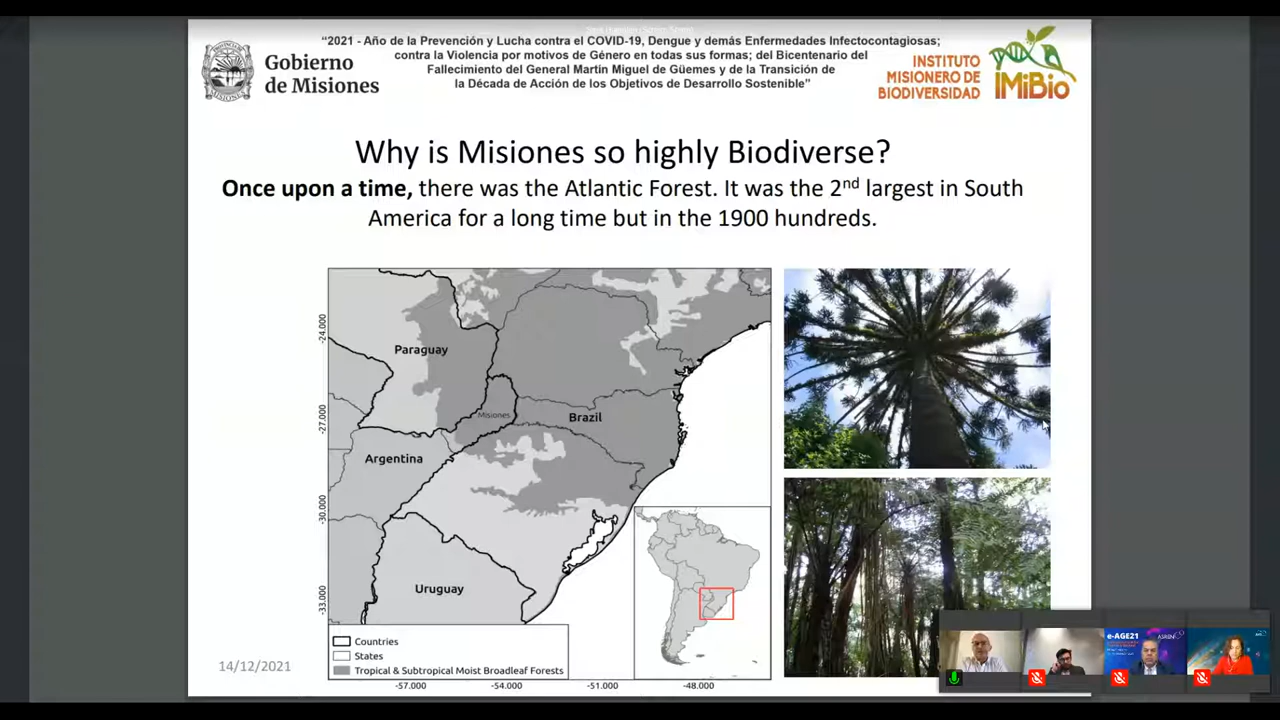 “2021 - Año de la Prevención y Lucha contra el COVID-19, Dengue y demás Enfermedades Infectocontagiosas;
contra la Violencia por motivos de Género en todas sus formas; del Bicentenario del
Fallecimiento del General Martín Miguel de Güemes y de la Transición de
la Década de Acción de los Objetivos de Desarrollo Sostenible”
Gobierno
de Misiones
INSTITUTO
MISIONERO DE
BIODIVERSIDAD
IMiBio
Why is Misiones so highly Biodiverse?
Once upon a time, there was the Atlantic Forest. It was the 2nd largest in South
America for a long time but in the 1900 hundreds.
-24.000
-27.000
-30.000
-33.000
Paraguay
Misiones
Brazil
Argentina
Uruguay
Countries
States
Tropical & Subtropical Moist Broadleaf Forests
-57.000
-54.000
-51.000
-48.000
14/12/2021
e-AGE21